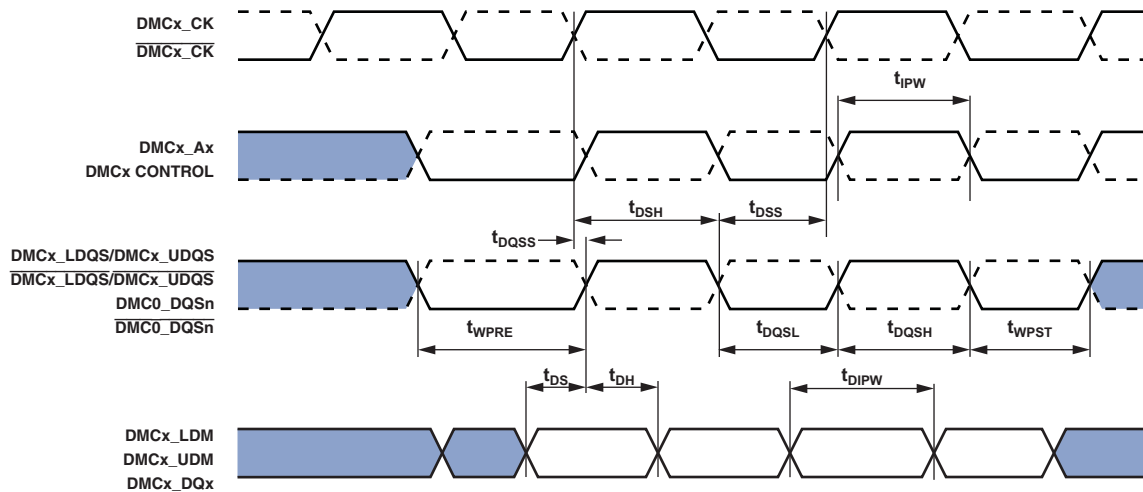 DMCx_CK
DMCx_CK
tIPW
DMCx_Ax
DMCx CONTROL
tDSH
tDSS
tDQSS
DMCx_LDQS/DMCx_UDQS
DMCx_LDQS/DMCx_UDQS
DMC0_DQSn
DMC0_DQSn
tWPRE
tDQSL
tDQSH
tWPST
tDS
tDH
tDIPW
DMCx_LDM
DMCx_UDM
DMCx_DQx